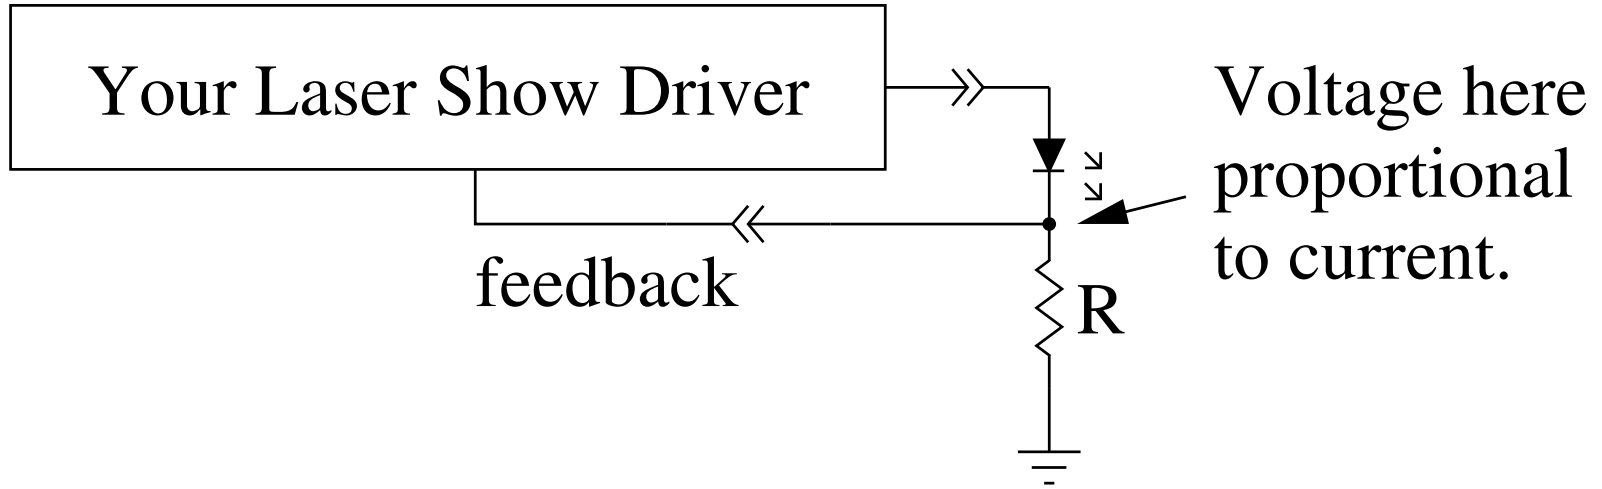 Your Laser Show Driver
Voltage here
proportional
to current.
feedback
R